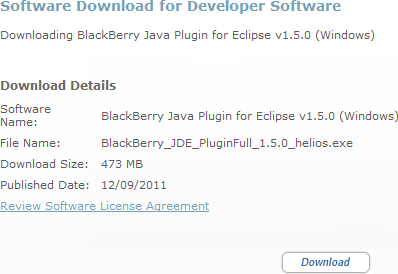 Software Download for Developer Software
Downloading BlackBerry Java Plugin for Eclipse v1.5.0 (Windows)
Download Details
Software Name: BlackBerry Java Plugin for Eclipse v1.5.0 (Windows)
File Name: BlackBerry_JDE_PluginFull_1.5.0_helios.exe
Download Size: 473 MB
Published Date: 12/09/2011
Review Software License Agreement
Download